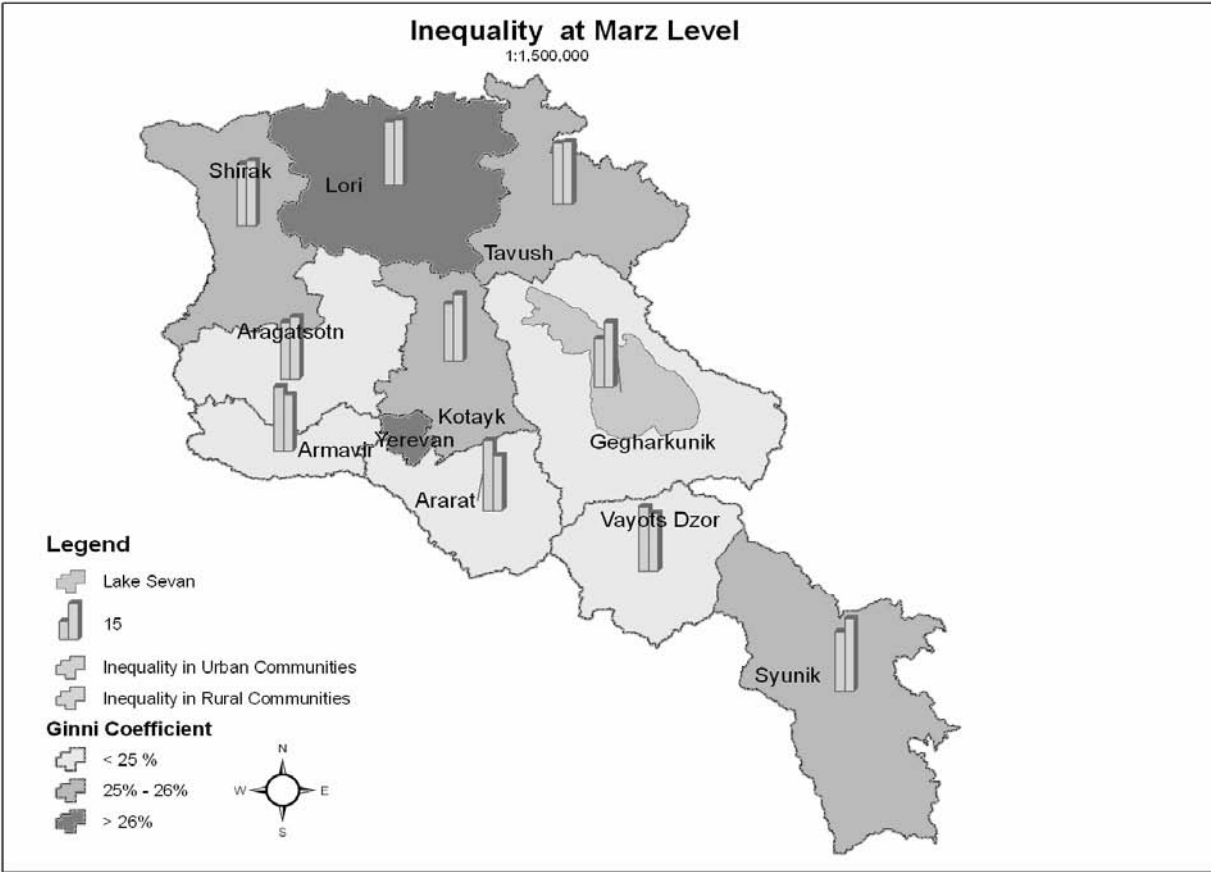 Inequality at Marz Level
1:1,500,000
Shirak
Lori
Tavush
Aragatsotn
Kotayk
Yerevan
Armavir
Gegharkunik
Ararat
Vayots Dzor
Syunik
Legend
Lake Sevan
15
Inequality in Urban Communities
Inequality in Rural Communities
Ginni Coefficient
< 25 %
25% - 26%
> 26%
N
W E
S